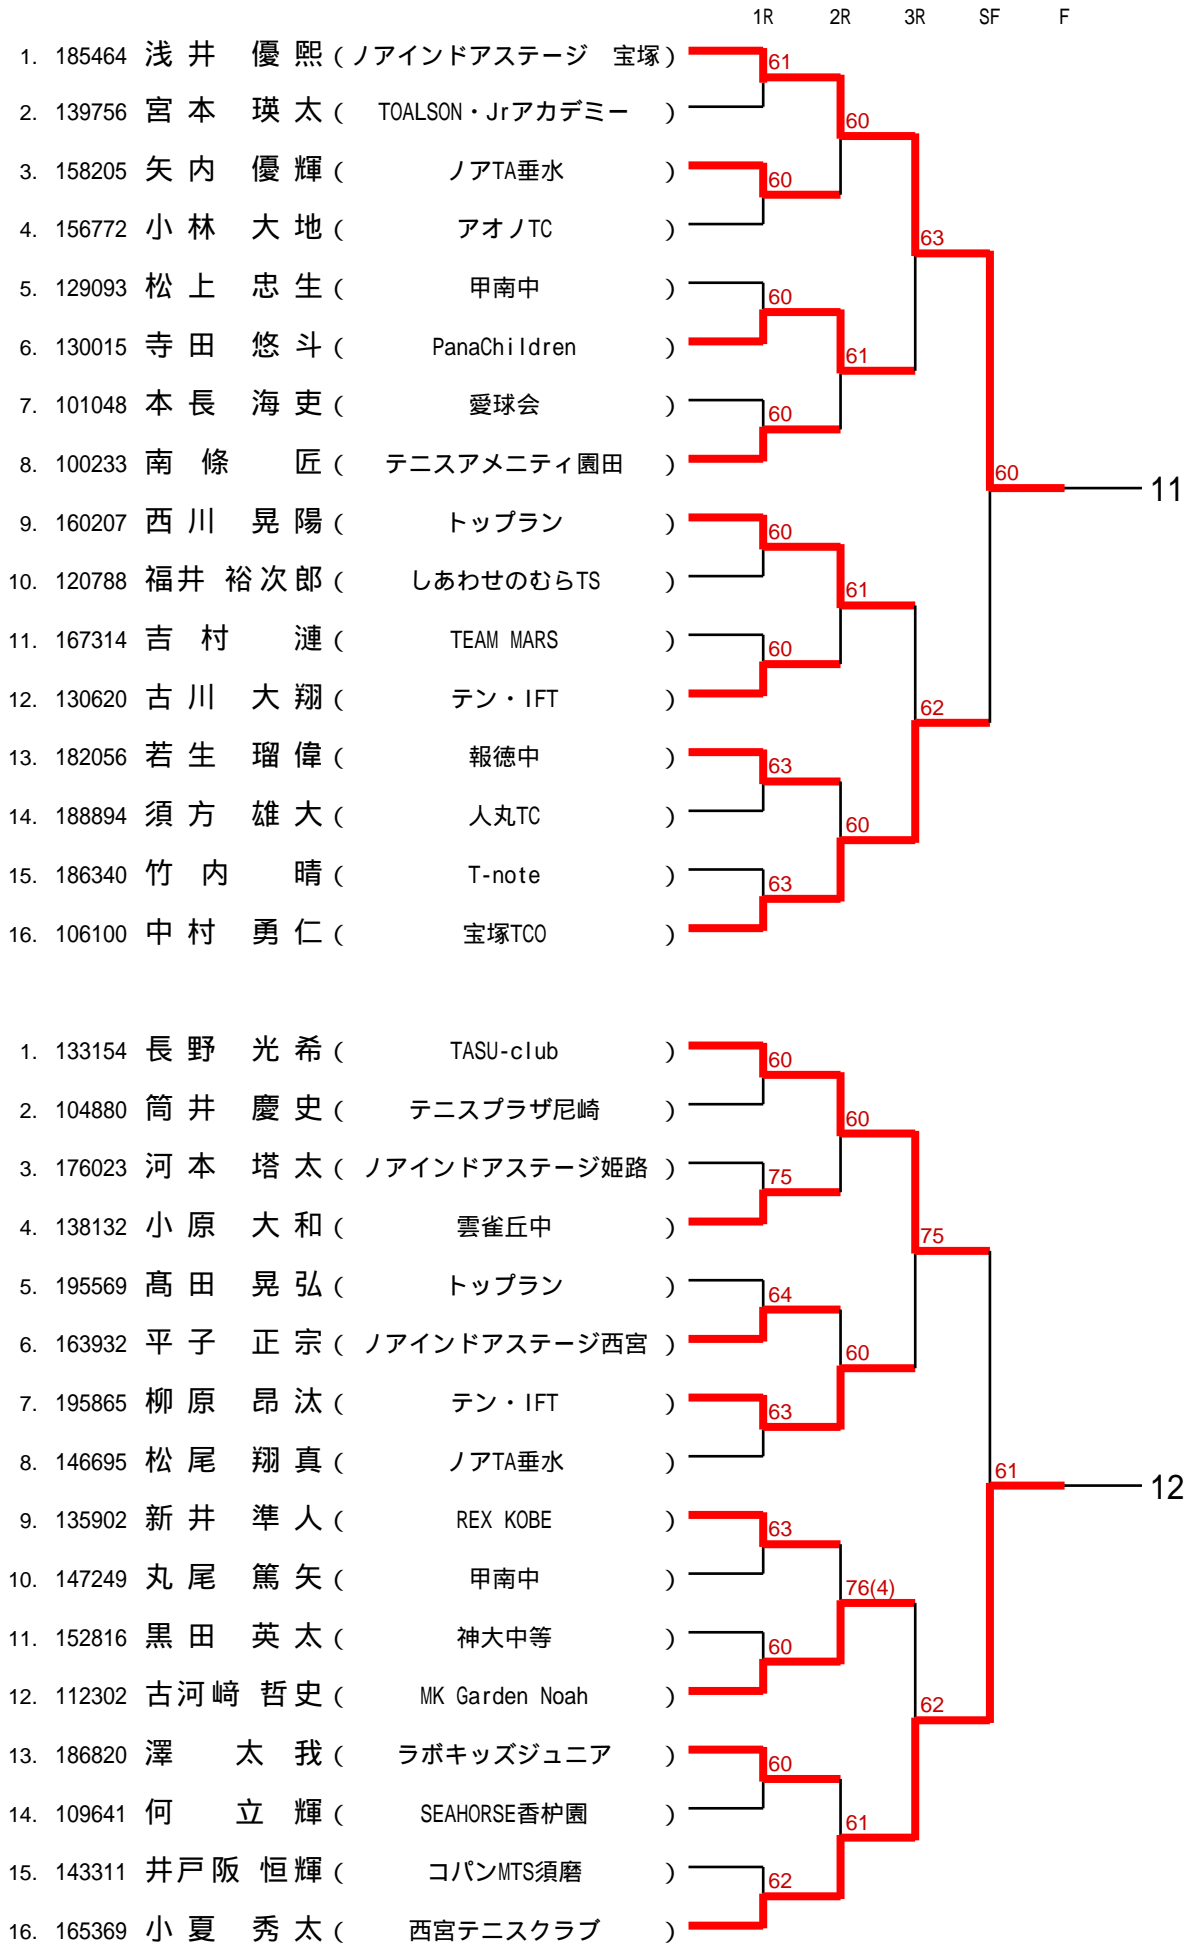 1R 2R 3R SF F
1. 185464 浅井 優熙 (ノアインドアステージ 宝塚)
61
2. 139756 宮本 瑛太 ( TOALSON・Jrアカデミー )
60
3. 158205 矢内 優輝 ( ノアTA垂水 )
60
4. 156772 小林 大地 ( アオノTC )
63
5. 129093 松上 忠生 ( 甲南中 )
60
6. 130015 寺田 悠斗 ( PanaChildren )
61
7. 101048 本長 海吏 ( 愛球会 )
60
8. 100233 南條 匠 ( テニスアメニティ園田 )
60
11
9. 160207 西川 晃陽 ( トップラン )
60
10. 120788 福井 裕次郎 ( しあわせのむらTS )
61
11. 167314 吉村 漣 ( TEAM MARS )
60
12. 130620 古川 大翔 ( テン・IFT )
62
13. 182056 若生 瑠偉 ( 報徳中 )
63
14. 188894 須方 雄大 ( 人丸TC )
60
15. 186340 竹内 晴 ( T-note )
63
16. 106100 中村 勇仁 ( 宝塚TCO )
1. 133154 長野 光希 ( TASU-club )
60
2. 104880 筒井 慶史 ( テニスプラザ尼崎 )
60
3. 176023 河本 塔太 ( ノアインドアステージ姫路 )
75
4. 138132 小原 大和 ( 雲雀丘中 )
75
5. 195569 髙田 晃弘 ( トップラン )
64
6. 163932 平子 正宗 ( ノアインドアステージ西宮 )
60
7. 195865 柳原 昂汰 ( テン・IFT )
63
8. 146695 松尾 翔真 ( ノアTA垂水 )
61
12
9. 135902 新井 準人 ( REX KOBE )
63
10. 147249 丸尾 篤矢 ( 甲南中 )
76(4)
11. 152816 黒田 英太 ( 神大中等 )
60
12. 112302 古河﨑 哲史 ( MK Garden Noah )
62
13. 186820 澤 太我 ( ラボキッズジュニア )
60
14. 109641 何 立輝 ( SEAHORSE香枦園 )
61
15. 143311 井戸阪 恒輝 ( コパンMTS須磨 )
62
16. 165369 小夏 秀太 ( 西宮テニスクラブ )